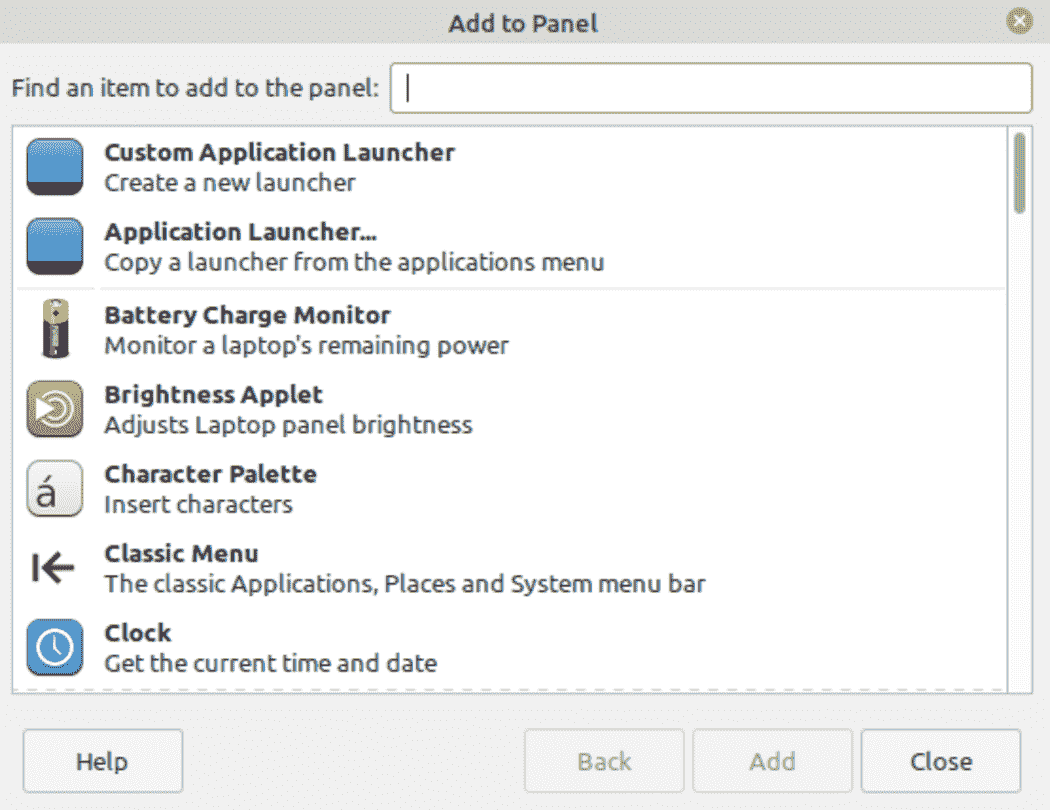 Add to Panel
Find an item to add to the panel:
Custom Application Launcher
Create a new launcher
Application Launcher...
Copy a launcher from the applications menu
Battery Charge Monitor
Monitor a laptop's remaining power
Brightness Applet
Adjusts Laptop panel brightness
á
Character Palette
Insert characters
Classic Menu
The classic Applications, Places and System menu bar
Clock
Get the current time and date
Help
Back
Add
Close